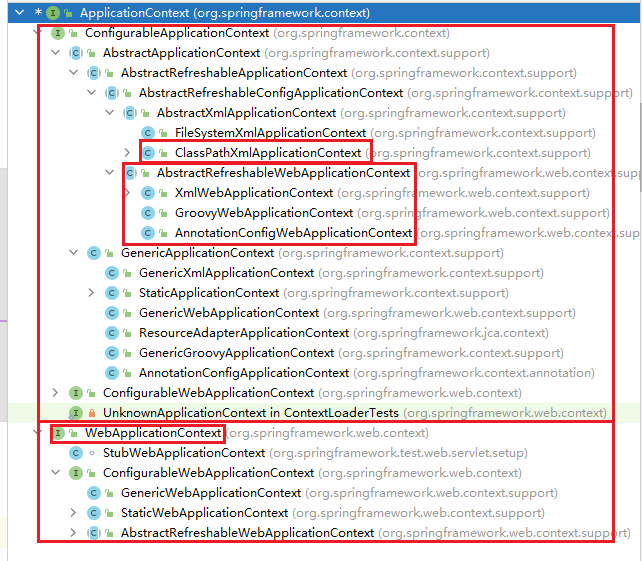 * ApplicationContext (org.springframework.context)
ConfigurableApplicationContext (org.springframework.context)
AbstractApplicationContext (org.springframework.context.support)
AbstractRefreshableApplicationContext (org.springframework.context.support)
AbstractRefreshableConfigApplicationContext (org.springframework.context.support)
AbstractXmlApplicationContext (org.springframework.context.support)
FileSystemXmlApplicationContext (org.springframework.context.support)
ClassPathXmlApplicationContext (org.springframework.context.support)
AbstractRefreshableWebApplicationContext (org.springframework.web.context.sup
XmlWebApplicationContext (org.springframework.web.context.support)
GroovyWebApplicationContext (org.springframework.web.context.support)
AnnotationConfigWebApplicationContext (org.springframework.web.context.sup
GenericApplicationContext (org.springframework.context.support)
GenericXmlApplicationContext (org.springframework.context.support)
StaticApplicationContext (org.springframework.context.support)
GenericWebApplicationContext (org.springframework.web.context.support)
ResourceAdapterApplicationContext (org.springframework.jca.context)
GenericGroovyApplicationContext (org.springframework.context.support)
AnnotationConfigApplicationContext (org.springframework.context.annotation)
ConfigurableWebApplicationContext (org.springframework.web.context)
UnknownApplicationContext in ContextLoaderTests (org.springframework.web.context)
WebApplicationContext (org.springframework.web.context)
StubWebApplicationContext (org.springframework.test.web.servlet.setup)
ConfigurableWebApplicationContext (org.springframework.web.context)
GenericWebApplicationContext (org.springframework.web.context.support)
StaticWebApplicationContext (org.springframework.web.context.support)
AbstractRefreshableWebApplicationContext (org.springframework.web.context.support)